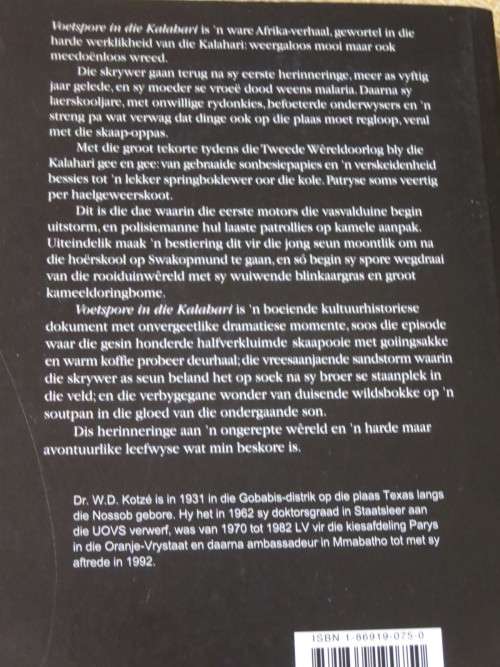 Voetspore in die Kalabari is 'n ware Afrika-verhaal, gewortel in die
harde werklikheid van die Kalahari: weergaloos mooi maar ook
meedoënloos wreed.
Die skrywer gaan terug na sy eerste herinneringe, meer as vyftig
jaar gelede, en sy moeder se vroeë dood weens malaria. Daarna sy
laerskooljare, met onwillige rydonkies, befoeterde onderwysers en 'n
streng pa wat verwag dat dinge ook op die plaas moet regloop, veral
met die skaap-oppas.
Met die groot tekorte tydens die Tweede Wêreldoorlog bly die
Kalahari gee en gee: van gebraaide sonbesiepapies en 'n verskeidenheid
bessies tot 'n lekker springboklewer oor die kole. Patryse soms veertig
per haelgeweerskoot.
Dit is die dae waarin die eerste motors die vasvalduine begin
uitstorm, en polisiemanne hul laaste patrollies op kamele aanpak.
Uiteindelik maak 'n bestiering dit vir die jong seun moontlik om na
die hoërskool op Swakopmund te gaan, en só begin sy spore wegdraai
van die rooiduinwêreld met sy wuiwende blinkaargras en groot
kameeldoringbome.
Voetspore in die Kalabari is 'n boeiende kultuurhistoriese
dokument met onvergeetlike dramatiese momente, soos die episode
waar die gesin honderde halfverkluimde skaapooie met goiingsakke
en warm koffie probeer deurhaal; die vreesaanjaende sandstorm waarin
die skrywer as seun beland het op soek na sy broer se staanplek in
die veld; en die verbygegane wonder van duisende wildsbokke op 'n
soutpan in die gloed van die ondergaande son.
Dis herinneringe aan 'n ongerepte wêreld en 'n harde maar
avontuurlike leefwyse wat min beskore is.
Dr. W.D. Kotzé is in 1931 in die Gobabis-distrik op die plaas Texas langs
die Nossob gebore. Hy het in 1962 sy doktorsgraad in Staatsleer aan
die UOVS verwerf, was van 1970 tot 1982 LV vir die kiesafdeling Parys
in die Oranje-Vrystaat en daarna ambassadeur in Mmabatho tot met sy
aftrede in 1992.
ISBN 1-86919-075-0